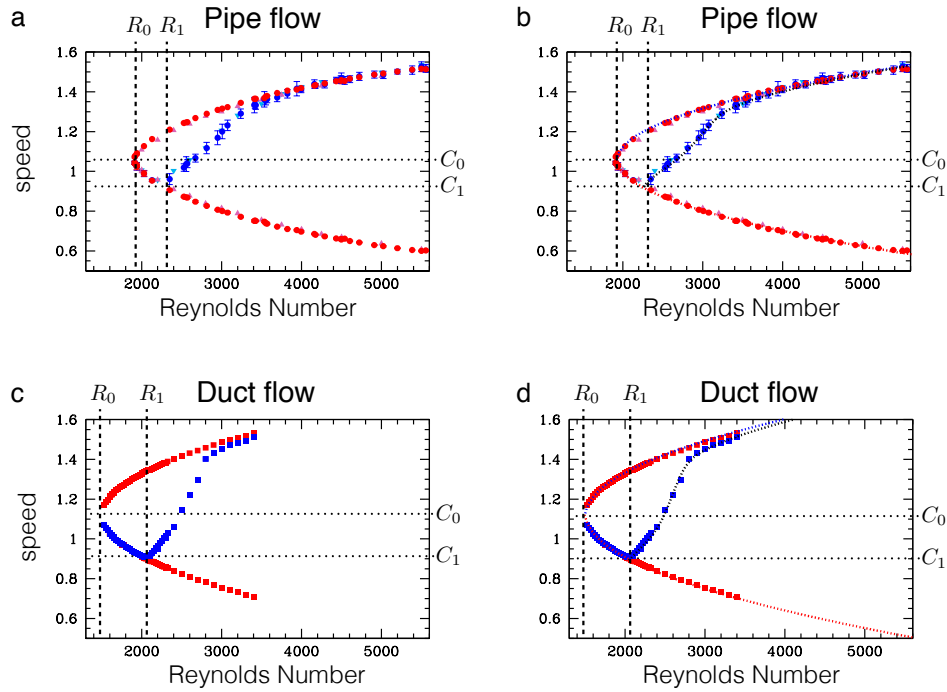 a
Pipe flow
R₀ R₁
1.6
1.4
1.2
1
0.8
0.6
speed
C₀
C₁
2000 3000 4000 5000
Reynolds Number
b
Pipe flow
R₀ R₁
1.6
1.4
1.2
1
0.8
0.6
C₀
C₁
2000 3000 4000 5000
Reynolds Number
c
Duct flow
R₀ R₁
1.6
1.4
1.2
1
0.8
0.6
speed
C₀
C₁
2000 3000 4000 5000
Reynolds Number
d
Duct flow
R₀ R₁
1.6
1.4
1.2
1
0.8
0.6
C₀
C₁
2000 3000 4000 5000
Reynolds Number